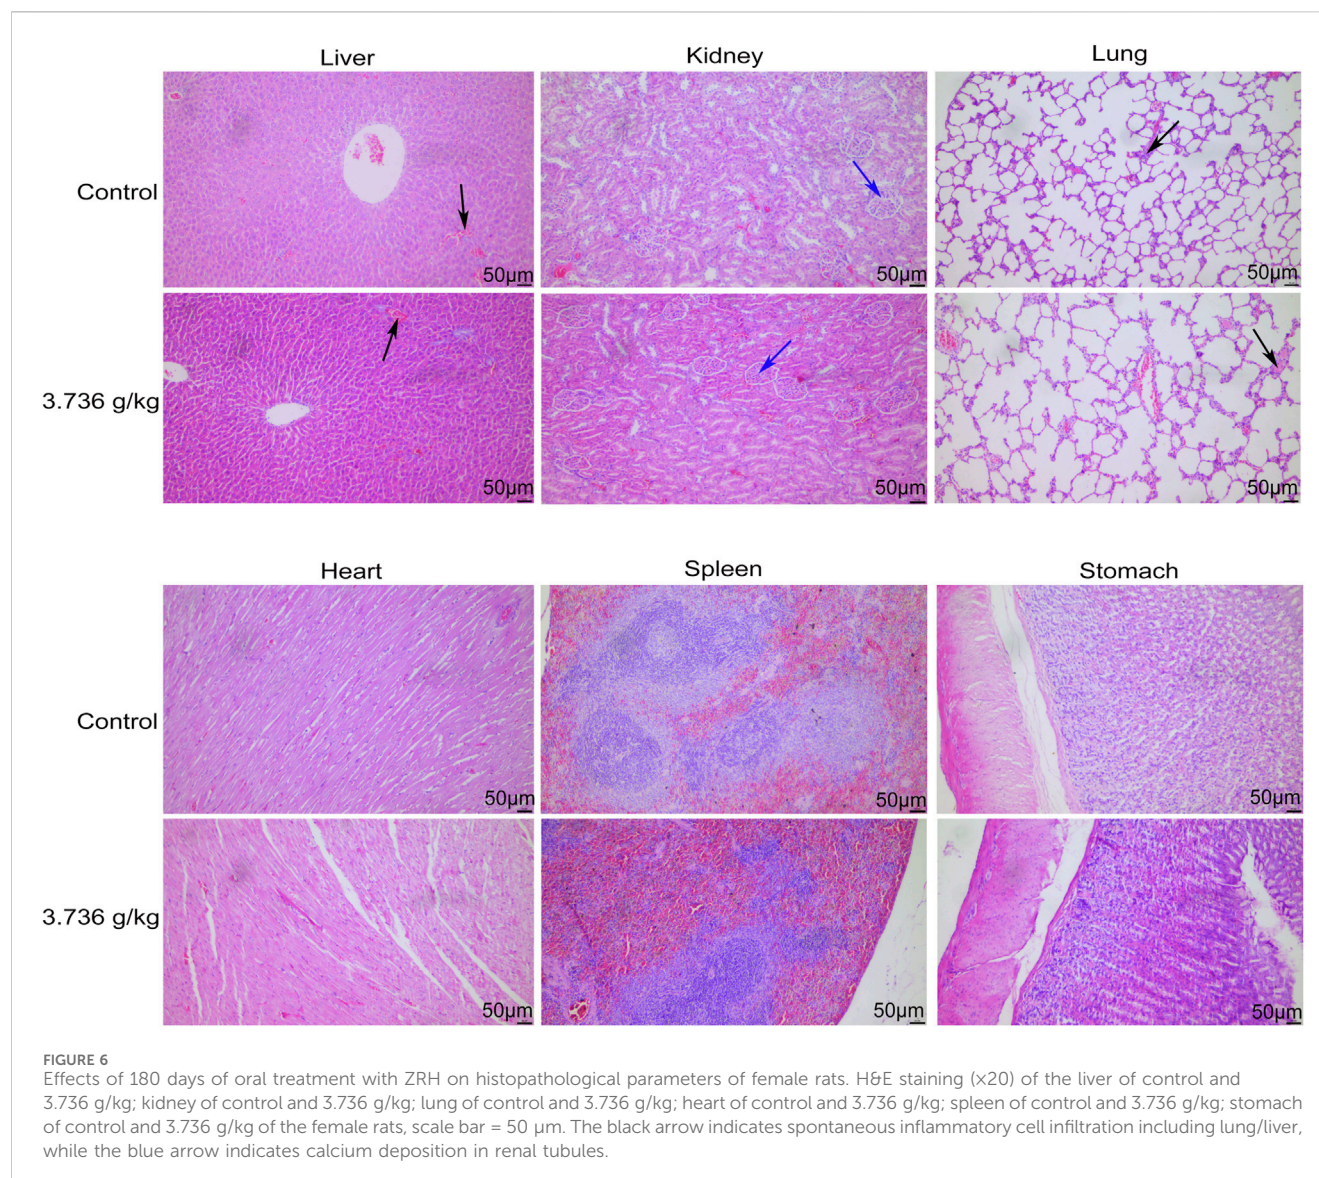 Liver Kidney Lung
Control
50µm 50µm 50µm
3.736 g/kg
50µm 50µm 50µm
Heart Spleen Stomach
Control
50µm 50µm 50µm
3.736 g/kg
50µm 50µm 50µm
FIGURE 6
Effects of 180 days of oral treatment with ZRH on histopathological parameters of female rats. H&E staining (×20) of the liver of control and
3.736 g/kg; kidney of control and 3.736 g/kg; lung of control and 3.736 g/kg; heart of control and 3.736 g/kg; spleen of control and 3.736 g/kg; stomach
of control and 3.736 g/kg of the female rats, scale bar = 50 µm. The black arrow indicates spontaneous inflammatory cell infiltration including lung/liver,
while the blue arrow indicates calcium deposition in renal tubules.